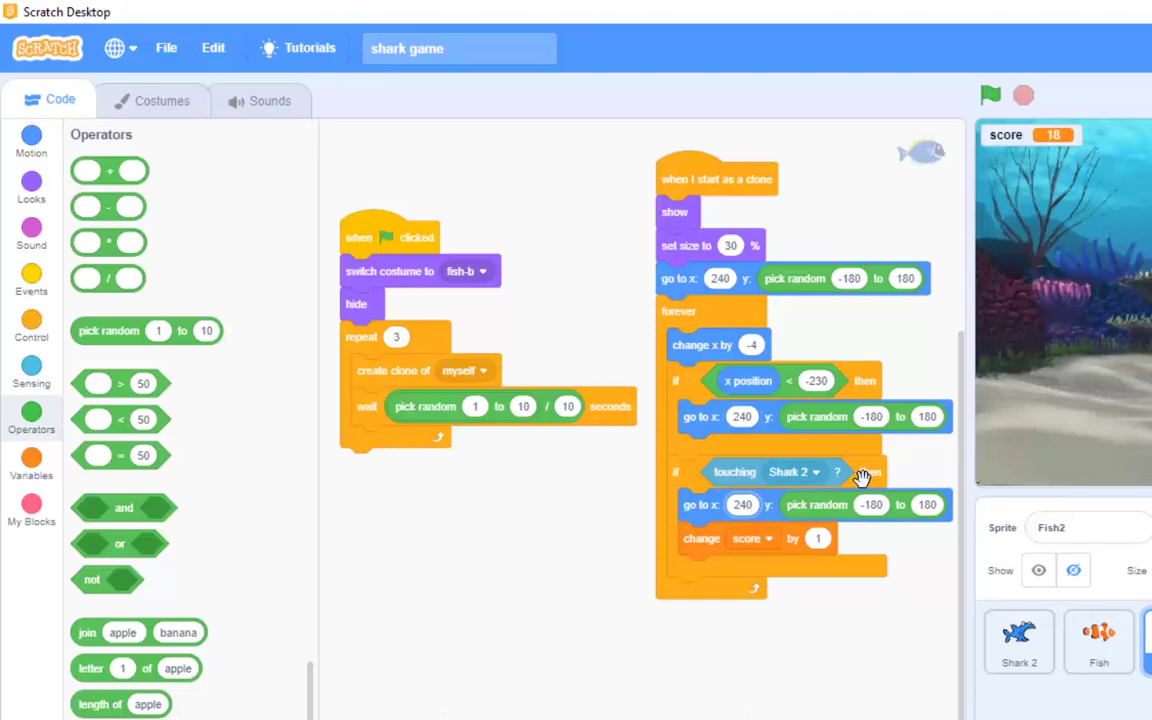 Scratch Desktop
SCRATCH File Edit Tutorials shark game
Code Costumes Sounds
Motion
Looks
Sound
Events
Control
Sensing
Operators
Variables
My Blocks
Operators
+
-
*
/
pick random 1 to 10
> 50
< 50
= 50
and
or
not
join apple banana
letter 1 of apple
length of apple
when clicked
switch costume to fish-b
hide
repeat 3
create clone of myself
wait pick random 1 to 10 / 10 seconds
when I start as a clone
show
set size to 30 %
go to x: 240 y: pick random -180 to 180
forever
change x by -4
if x position < -230 then
go to x: 240 y: pick random -180 to 180
if touching Shark 2 ?
go to x: 240 y: pick random -180 to 180
change score by 1
score 18
Sprite Fish2
Show Size
Shark 2
Fish